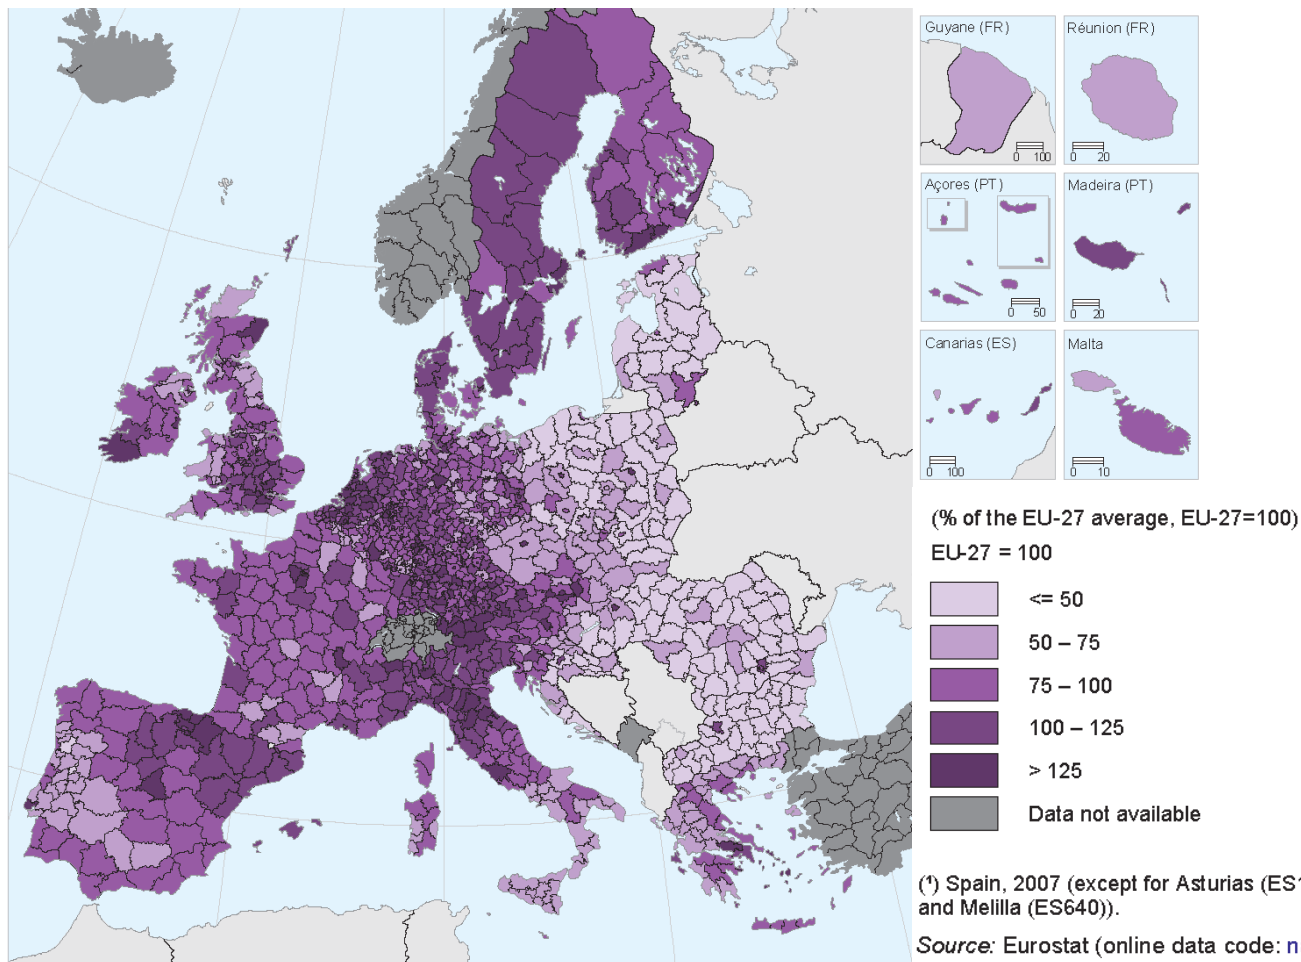 Guyane (FR)
0 100
Réunion (FR)
0 20
Açores (PT)
0 50
Madeira (PT)
0 20
Canarias (ES)
0 100
Malta
0 10
(% of the EU-27 average, EU-27=100)
EU-27 = 100
<= 50
50 – 75
75 – 100
100 – 125
> 125
Data not available
(¹) Spain, 2007 (except for Asturias (ES1
and Melilla (ES640)).
Source: Eurostat (online data code: n